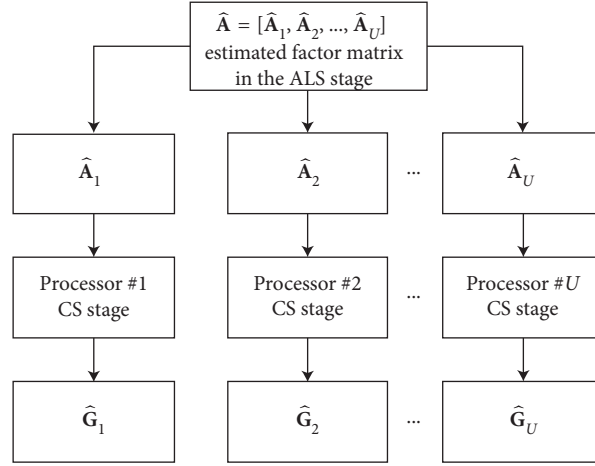 Â = [Â₁, Â₂, ..., Â_U]
estimated factor matrix
in the ALS stage
Â₁
Â₂
...
Â_U
Processor #1
CS stage
Processor #2
CS stage
...
Processor #U
CS stage
Ĝ₁
Ĝ₂
...
Ĝ_U